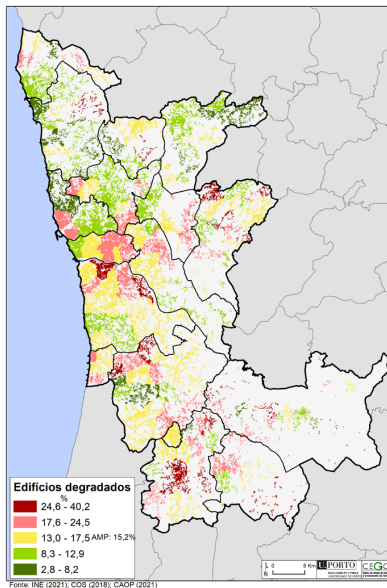 Edifícios degradados
%
24,6 - 40,2
17,6 - 24,5
13,0 - 17,5 AMP: 15,2%
8,3 - 12,9
2,8 - 8,2
0 5 Km
U.PORTO
CEG
Fonte: INE (2021); COS (2018); CAOP (2021)